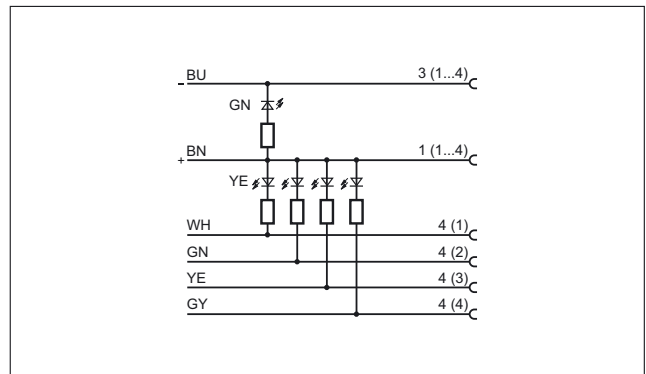 - BU 3 (1...4)
GN
+ BN 1 (1...4)
YE
WH 4 (1)
GN 4 (2)
YE 4 (3)
GY 4 (4)